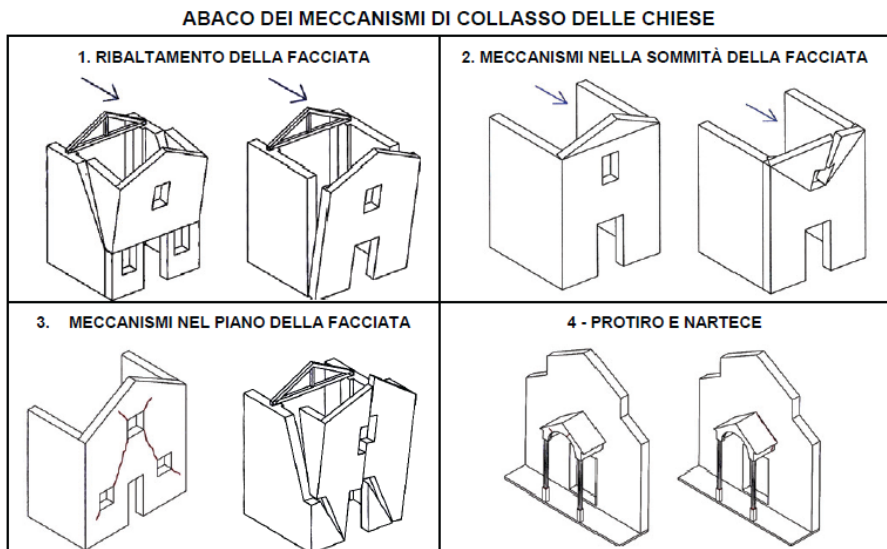 ABACO DEI MECCANISMI DI COLLASSO DELLE CHIESE
1. RIBALTAMENTO DELLA FACCIATA
2. MECCANISMI NELLA SOMMITÀ DELLA FACCIATA
3. MECCANISMI NEL PIANO DELLA FACCIATA
4 - PROTIRO E NARTECE